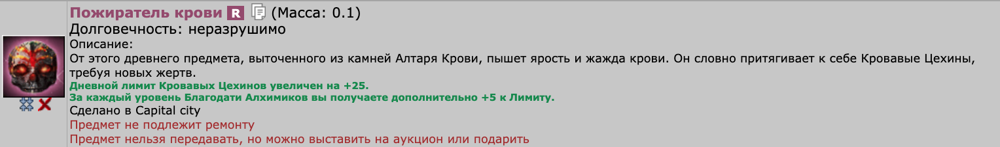 Пожиратель крови R (Масса: 0.1)
Долговечность: неразрушимо
Описание:
От этого древнего предмета, выточенного из камней Алтаря Крови, пышет ярость и жажда крови. Он словно притягивает к себе Кровавые Цехины,
требуя новых жертв.
Дневной лимит Кровавых Цехинов увеличен на +25.
За каждый уровень Благодати Алхимиков вы получаете дополнительно +5 к Лимиту.
Сделано в Capital city
Предмет не подлежит ремонту
Предмет нельзя передавать, но можно выставить на аукцион или подарить